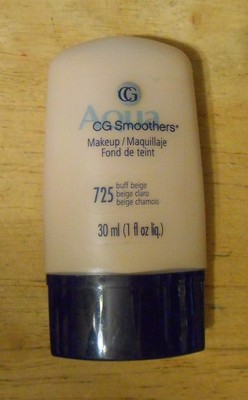 CG
Aqua
CG Smoothers
Makeup/Maquillaje
Fond de teint
725
buff beige
beige claro
beige chamois
30 ml (1 fl oz liq.)